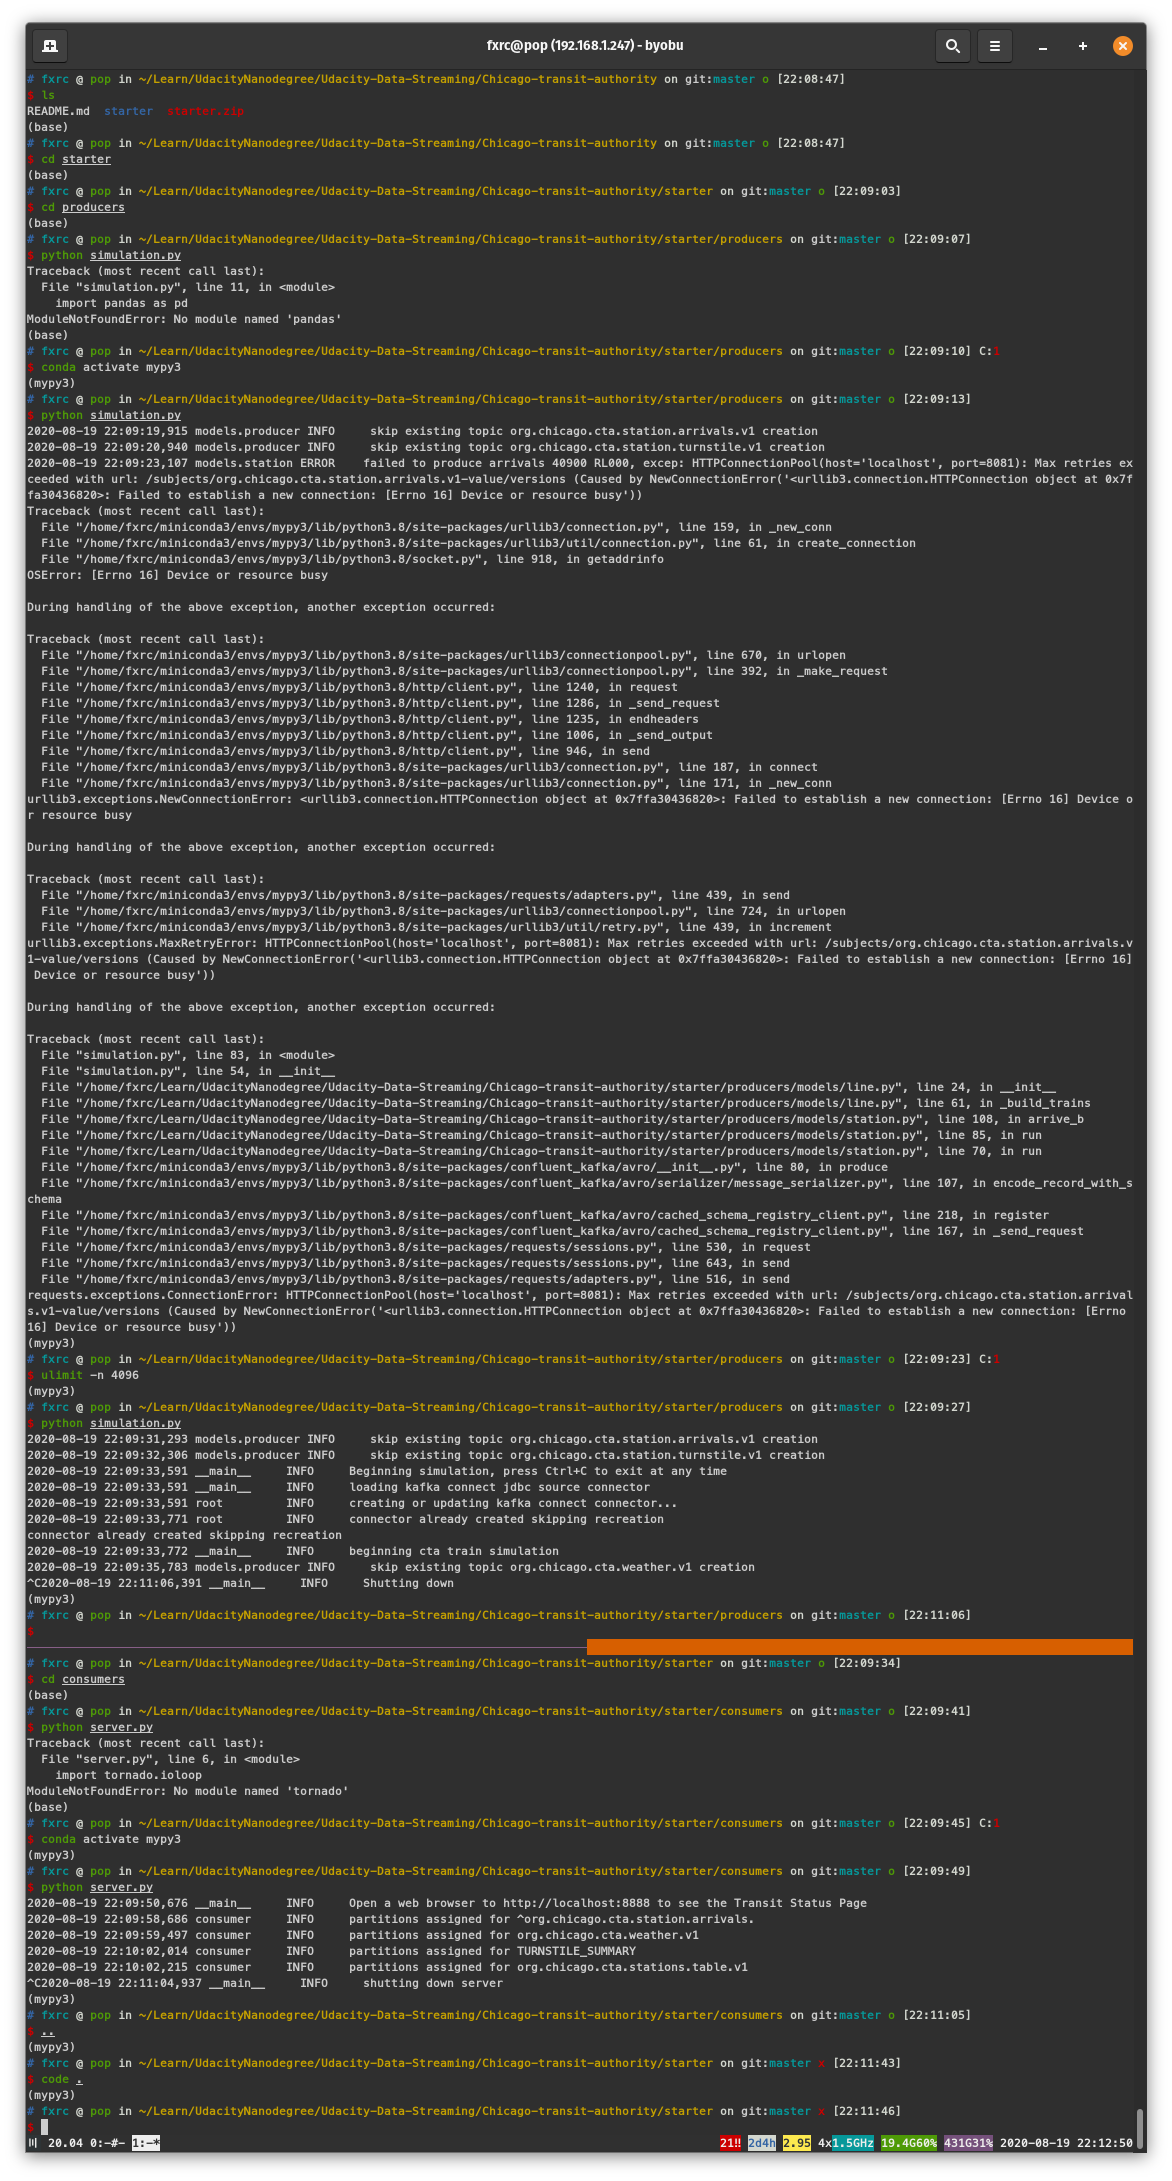 fxrc@pop (192.168.1.247) - byobu
# fxrc @ pop in ~/Learn/UdacityNanodegree/Udacity-Data-Streaming/Chicago-transit-authority on git:master o [22:08:47]
$ ls
README.md  starter  starter.zip
(base)
# fxrc @ pop in ~/Learn/UdacityNanodegree/Udacity-Data-Streaming/Chicago-transit-authority on git:master o [22:08:47]
$ cd starter
(base)
# fxrc @ pop in ~/Learn/UdacityNanodegree/Udacity-Data-Streaming/Chicago-transit-authority/starter on git:master o [22:09:03]
$ cd producers
(base)
# fxrc @ pop in ~/Learn/UdacityNanodegree/Udacity-Data-Streaming/Chicago-transit-authority/starter/producers on git:master o [22:09:07]
$ python simulation.py
Traceback (most recent call last):
  File "simulation.py", line 11, in <module>
    import pandas as pd
ModuleNotFoundError: No module named 'pandas'
(base)
# fxrc @ pop in ~/Learn/UdacityNanodegree/Udacity-Data-Streaming/Chicago-transit-authority/starter/producers on git:master o [22:09:10] C:1
$ conda activate mypy3
(mypy3)
# fxrc @ pop in ~/Learn/UdacityNanodegree/Udacity-Data-Streaming/Chicago-transit-authority/starter/producers on git:master o [22:09:13]
$ python simulation.py
2020-08-19 22:09:19,915 models.producer INFO     skip existing topic org.chicago.cta.station.arrivals.v1 creation
2020-08-19 22:09:20,940 models.producer INFO     skip existing topic org.chicago.cta.station.turnstile.v1 creation
2020-08-19 22:09:23,107 models.station ERROR    failed to produce arrivals 40900 RL000, excep: HTTPConnectionPool(host='localhost', port=8081): Max retries ex
ceeded with url: /subjects/org.chicago.cta.station.arrivals.v1-value/versions (Caused by NewConnectionError('<urllib3.connection.HTTPConnection object at 0x7f
fa30436820>: Failed to establish a new connection: [Errno 16] Device or resource busy'))
Traceback (most recent call last):
  File "/home/fxrc/miniconda3/envs/mypy3/lib/python3.8/site-packages/urllib3/connection.py", line 159, in _new_conn
  File "/home/fxrc/miniconda3/envs/mypy3/lib/python3.8/site-packages/urllib3/util/connection.py", line 61, in create_connection
  File "/home/fxrc/miniconda3/envs/mypy3/lib/python3.8/socket.py", line 918, in getaddrinfo
OSError: [Errno 16] Device or resource busy
During handling of the above exception, another exception occurred:
Traceback (most recent call last):
  File "/home/fxrc/miniconda3/envs/mypy3/lib/python3.8/site-packages/urllib3/connectionpool.py", line 670, in urlopen
  File "/home/fxrc/miniconda3/envs/mypy3/lib/python3.8/site-packages/urllib3/connectionpool.py", line 392, in _make_request
  File "/home/fxrc/miniconda3/envs/mypy3/lib/python3.8/http/client.py", line 1240, in request
  File "/home/fxrc/miniconda3/envs/mypy3/lib/python3.8/http/client.py", line 1286, in _send_request
  File "/home/fxrc/miniconda3/envs/mypy3/lib/python3.8/http/client.py", line 1235, in endheaders
  File "/home/fxrc/miniconda3/envs/mypy3/lib/python3.8/http/client.py", line 1006, in _send_output
  File "/home/fxrc/miniconda3/envs/mypy3/lib/python3.8/http/client.py", line 946, in send
  File "/home/fxrc/miniconda3/envs/mypy3/lib/python3.8/site-packages/urllib3/connection.py", line 187, in connect
  File "/home/fxrc/miniconda3/envs/mypy3/lib/python3.8/site-packages/urllib3/connection.py", line 171, in _new_conn
urllib3.exceptions.NewConnectionError: <urllib3.connection.HTTPConnection object at 0x7ffa30436820>: Failed to establish a new connection: [Errno 16] Device o
r resource busy
During handling of the above exception, another exception occurred:
Traceback (most recent call last):
  File "/home/fxrc/miniconda3/envs/mypy3/lib/python3.8/site-packages/requests/adapters.py", line 439, in send
  File "/home/fxrc/miniconda3/envs/mypy3/lib/python3.8/site-packages/urllib3/connectionpool.py", line 724, in urlopen
  File "/home/fxrc/miniconda3/envs/mypy3/lib/python3.8/site-packages/urllib3/util/retry.py", line 439, in increment
urllib3.exceptions.MaxRetryError: HTTPConnectionPool(host='localhost', port=8081): Max retries exceeded with url: /subjects/org.chicago.cta.station.arrivals.v
1-value/versions (Caused by NewConnectionError('<urllib3.connection.HTTPConnection object at 0x7ffa30436820>: Failed to establish a new connection: [Errno 16]
 Device or resource busy'))
During handling of the above exception, another exception occurred:
Traceback (most recent call last):
  File "simulation.py", line 83, in <module>
  File "simulation.py", line 54, in __init__
  File "/home/fxrc/Learn/UdacityNanodegree/Udacity-Data-Streaming/Chicago-transit-authority/starter/producers/models/line.py", line 24, in __init__
  File "/home/fxrc/Learn/UdacityNanodegree/Udacity-Data-Streaming/Chicago-transit-authority/starter/producers/models/line.py", line 61, in _build_trains
  File "/home/fxrc/Learn/UdacityNanodegree/Udacity-Data-Streaming/Chicago-transit-authority/starter/producers/models/station.py", line 108, in arrive_b
  File "/home/fxrc/Learn/UdacityNanodegree/Udacity-Data-Streaming/Chicago-transit-authority/starter/producers/models/station.py", line 85, in run
  File "/home/fxrc/Learn/UdacityNanodegree/Udacity-Data-Streaming/Chicago-transit-authority/starter/producers/models/station.py", line 70, in run
  File "/home/fxrc/miniconda3/envs/mypy3/lib/python3.8/site-packages/confluent_kafka/avro/__init__.py", line 80, in produce
  File "/home/fxrc/miniconda3/envs/mypy3/lib/python3.8/site-packages/confluent_kafka/avro/serializer/message_serializer.py", line 107, in encode_record_with_s
chema
  File "/home/fxrc/miniconda3/envs/mypy3/lib/python3.8/site-packages/confluent_kafka/avro/cached_schema_registry_client.py", line 218, in register
  File "/home/fxrc/miniconda3/envs/mypy3/lib/python3.8/site-packages/confluent_kafka/avro/cached_schema_registry_client.py", line 167, in _send_request
  File "/home/fxrc/miniconda3/envs/mypy3/lib/python3.8/site-packages/requests/sessions.py", line 530, in request
  File "/home/fxrc/miniconda3/envs/mypy3/lib/python3.8/site-packages/requests/sessions.py", line 643, in send
  File "/home/fxrc/miniconda3/envs/mypy3/lib/python3.8/site-packages/requests/adapters.py", line 516, in send
requests.exceptions.ConnectionError: HTTPConnectionPool(host='localhost', port=8081): Max retries exceeded with url: /subjects/org.chicago.cta.station.arrival
s.v1-value/versions (Caused by NewConnectionError('<urllib3.connection.HTTPConnection object at 0x7ffa30436820>: Failed to establish a new connection: [Errno
16] Device or resource busy'))
(mypy3)
# fxrc @ pop in ~/Learn/UdacityNanodegree/Udacity-Data-Streaming/Chicago-transit-authority/starter/producers on git:master o [22:09:23] C:1
$ ulimit -n 4096
(mypy3)
# fxrc @ pop in ~/Learn/UdacityNanodegree/Udacity-Data-Streaming/Chicago-transit-authority/starter/producers on git:master o [22:09:27]
$ python simulation.py
2020-08-19 22:09:31,293 models.producer INFO     skip existing topic org.chicago.cta.station.arrivals.v1 creation
2020-08-19 22:09:32,306 models.producer INFO     skip existing topic org.chicago.cta.station.turnstile.v1 creation
2020-08-19 22:09:33,591 __main__     INFO     Beginning simulation, press Ctrl+C to exit at any time
2020-08-19 22:09:33,591 __main__     INFO     loading kafka connect jdbc source connector
2020-08-19 22:09:33,591 root         INFO     creating or updating kafka connect connector...
2020-08-19 22:09:33,771 root         INFO     connector already created skipping recreation
connector already created skipping recreation
2020-08-19 22:09:33,772 __main__     INFO     beginning cta train simulation
2020-08-19 22:09:35,783 models.producer INFO     skip existing topic org.chicago.cta.weather.v1 creation
^C2020-08-19 22:11:06,391 __main__     INFO     Shutting down
(mypy3)
# fxrc @ pop in ~/Learn/UdacityNanodegree/Udacity-Data-Streaming/Chicago-transit-authority/starter/producers on git:master o [22:11:06]
$
# fxrc @ pop in ~/Learn/UdacityNanodegree/Udacity-Data-Streaming/Chicago-transit-authority/starter on git:master o [22:09:34]
$ cd consumers
(base)
# fxrc @ pop in ~/Learn/UdacityNanodegree/Udacity-Data-Streaming/Chicago-transit-authority/starter/consumers on git:master o [22:09:41]
$ python server.py
Traceback (most recent call last):
  File "server.py", line 6, in <module>
    import tornado.ioloop
ModuleNotFoundError: No module named 'tornado'
(base)
# fxrc @ pop in ~/Learn/UdacityNanodegree/Udacity-Data-Streaming/Chicago-transit-authority/starter/consumers on git:master o [22:09:45] C:1
$ conda activate mypy3
(mypy3)
# fxrc @ pop in ~/Learn/UdacityNanodegree/Udacity-Data-Streaming/Chicago-transit-authority/starter/consumers on git:master o [22:09:49]
$ python server.py
2020-08-19 22:09:50,676 __main__     INFO     Open a web browser to http://localhost:8888 to see the Transit Status Page
2020-08-19 22:09:58,686 consumer     INFO     partitions assigned for ^org.chicago.cta.station.arrivals.
2020-08-19 22:09:59,497 consumer     INFO     partitions assigned for org.chicago.cta.weather.v1
2020-08-19 22:10:02,014 consumer     INFO     partitions assigned for TURNSTILE_SUMMARY
2020-08-19 22:10:02,215 consumer     INFO     partitions assigned for org.chicago.cta.stations.table.v1
^C2020-08-19 22:11:04,937 __main__     INFO     shutting down server
(mypy3)
# fxrc @ pop in ~/Learn/UdacityNanodegree/Udacity-Data-Streaming/Chicago-transit-authority/starter/consumers on git:master o [22:11:05]
$ ..
(mypy3)
# fxrc @ pop in ~/Learn/UdacityNanodegree/Udacity-Data-Streaming/Chicago-transit-authority/starter on git:master x [22:11:43]
$ code .
(mypy3)
# fxrc @ pop in ~/Learn/UdacityNanodegree/Udacity-Data-Streaming/Chicago-transit-authority/starter on git:master x [22:11:46]
$
20.04 0:-#- 1:-* 21!! 2d4h 2.95 4x1.5GHz 19.4G60% 431G31% 2020-08-19 22:12:50